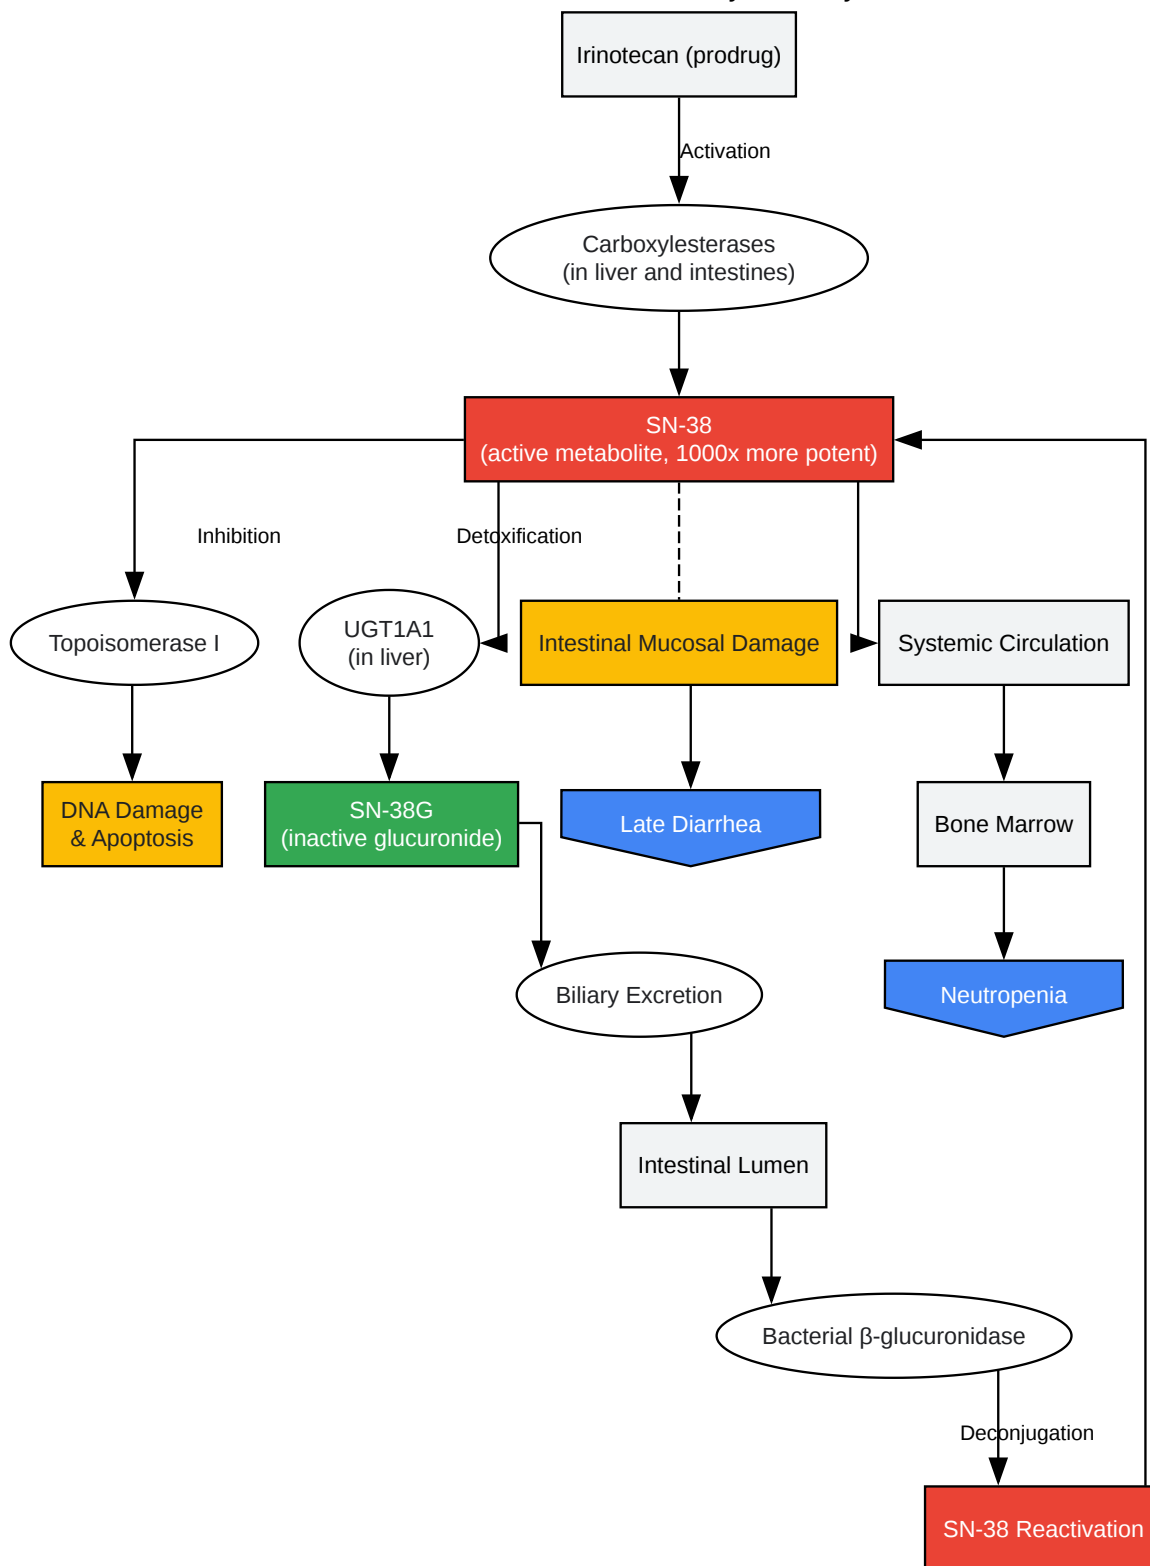 Irinotecan (prodrug)
Activation
Carboxylesterases
(in liver and intestines)
SN-38
(active metabolite, 1000x more potent)
Inhibition
Detoxification
Topoisomerase I
UGT1A1
(in liver)
Intestinal Mucosal Damage
Systemic Circulation
DNA Damage
& Apoptosis
SN-38G
(inactive glucuronide)
Late Diarrhea
Bone Marrow
Biliary Excretion
Neutropenia
Intestinal Lumen
Bacterial β-glucuronidase
Deconjugation
SN-38 Reactivation